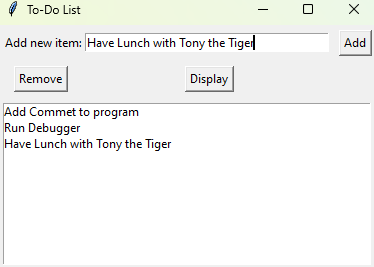 To-Do List
Add new item: Have Lunch with Tony the Tiger Add
Remove Display
Add Commet to program
Run Debugger
Have Lunch with Tony the Tiger